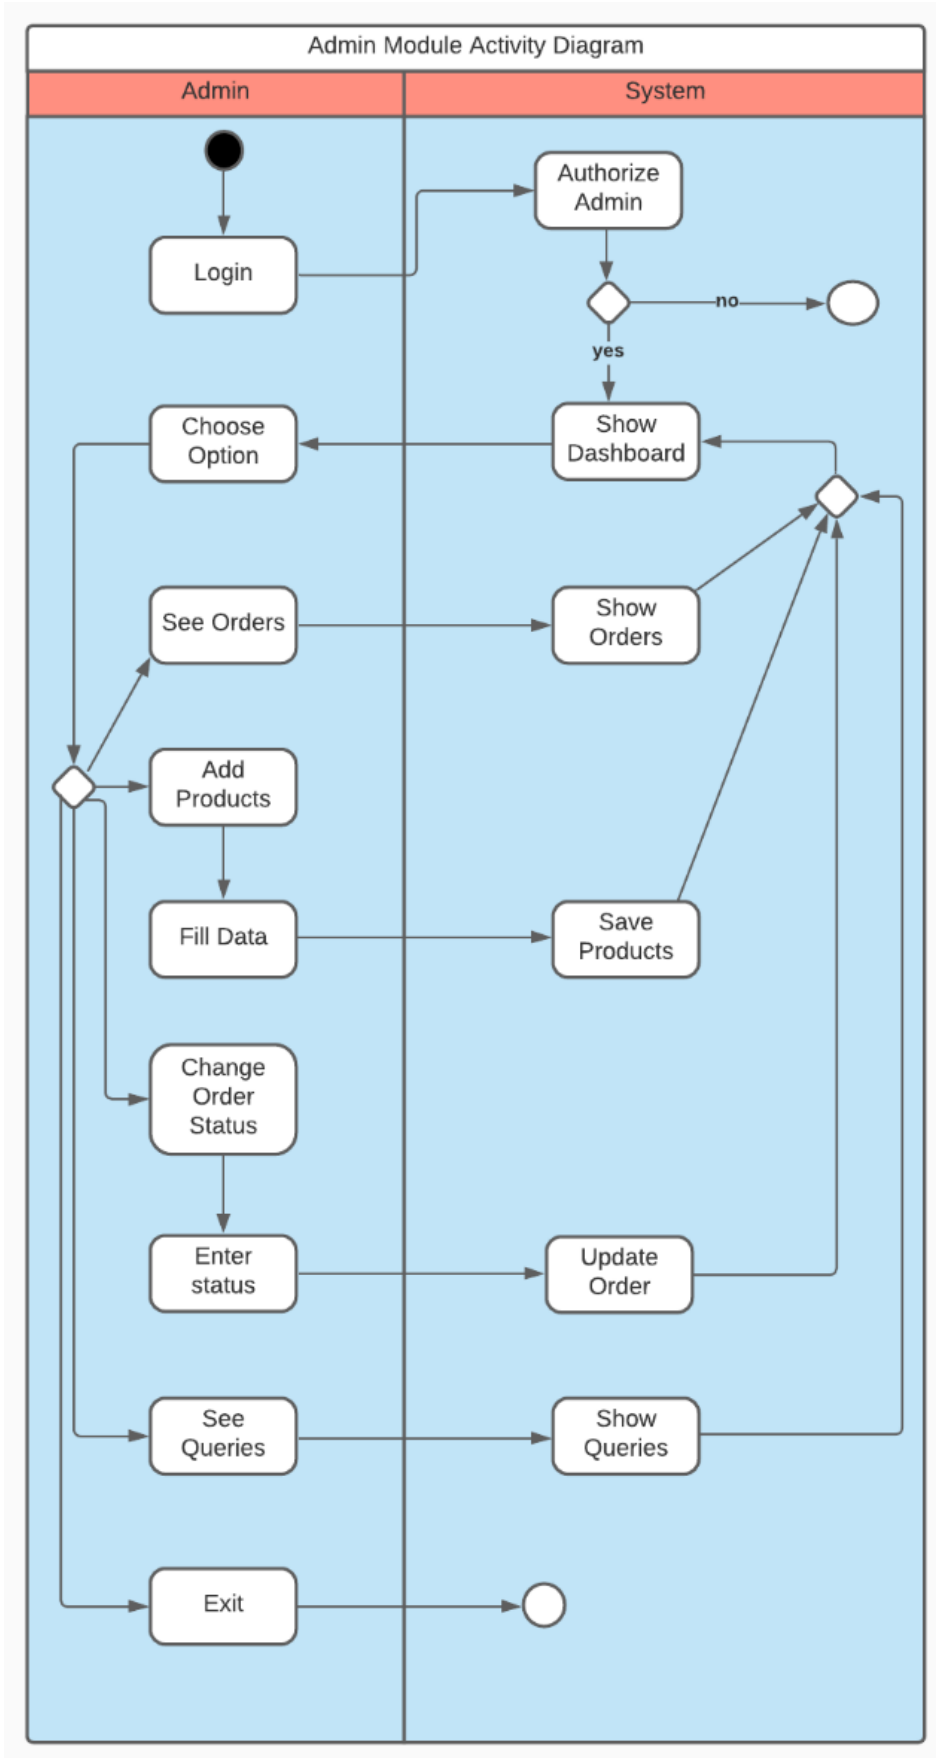 Admin Module Activity Diagram
Admin
System
Authorize
Admin
Login
no
yes
Choose
Option
Show
Dashboard
See Orders
Show
Orders
Add
Products
Fill Data
Save
Products
Change
Order
Status
Enter
status
Update
Order
See
Queries
Show
Queries
Exit